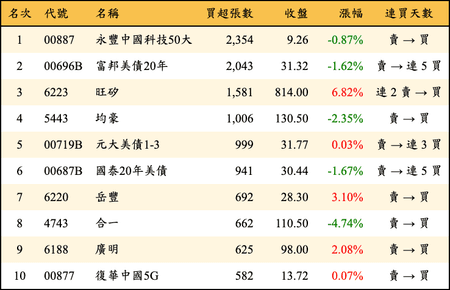 名次 代號 名稱 買超張數 收盤 漲幅 連買天數
1 00887 永豐中國科技50大 2,354 9.26 -0.87% 賣 → 買
2 00696B 富邦美債20年 2,043 31.32 -1.62% 賣 → 連 5 買
3 6223 旺矽 1,581 814.00 6.82% 連 2 賣 → 買
4 5443 均豪 1,006 130.50 -2.35% 賣 → 買
5 00719B 元大美債1-3 999 31.77 0.03% 賣 → 連 3 買
6 00687B 國泰20年美債 941 30.44 -1.67% 賣 → 連 5 買
7 6220 岳豐 692 28.30 3.10% 賣 → 買
8 4743 合一 662 110.50 -4.74% 賣 → 買
9 6188 廣明 625 98.00 2.08% 賣 → 買
10 00877 復華中國5G 582 13.72 0.07% 賣 → 買